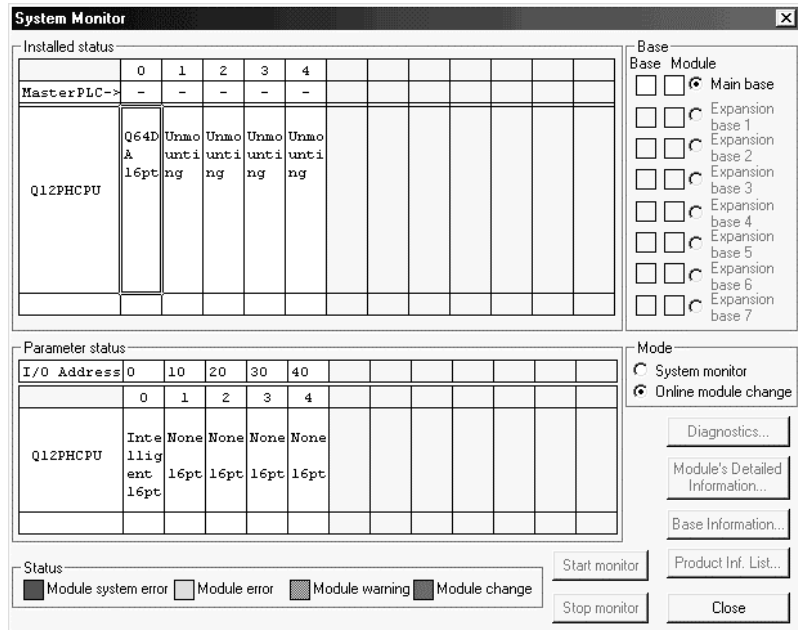 System Monitor
Installed status
0 1 2 3 4
MasterPLC-> - - - - -
Q12PHCPU
Q64D
A
16pt
Unmo
unti
ng
Unmo
unti
ng
Unmo
unti
ng
Unmo
unti
ng
Base
Base Module
Main base
Expansion
base 1
Expansion
base 2
Expansion
base 3
Expansion
base 4
Expansion
base 5
Expansion
base 6
Expansion
base 7
Parameter status
I/O Address 0 10 20 30 40
0 1 2 3 4
Q12PHCPU
Inte
llig
ent
16pt
None
16pt
None
16pt
None
16pt
None
16pt
Mode
System monitor
Online module change
Diagnostics...
Module's Detailed
Information...
Base Information...
Product Inf. List...
Status
Module system error Module error Module warning Module change
Start monitor
Stop monitor
Close